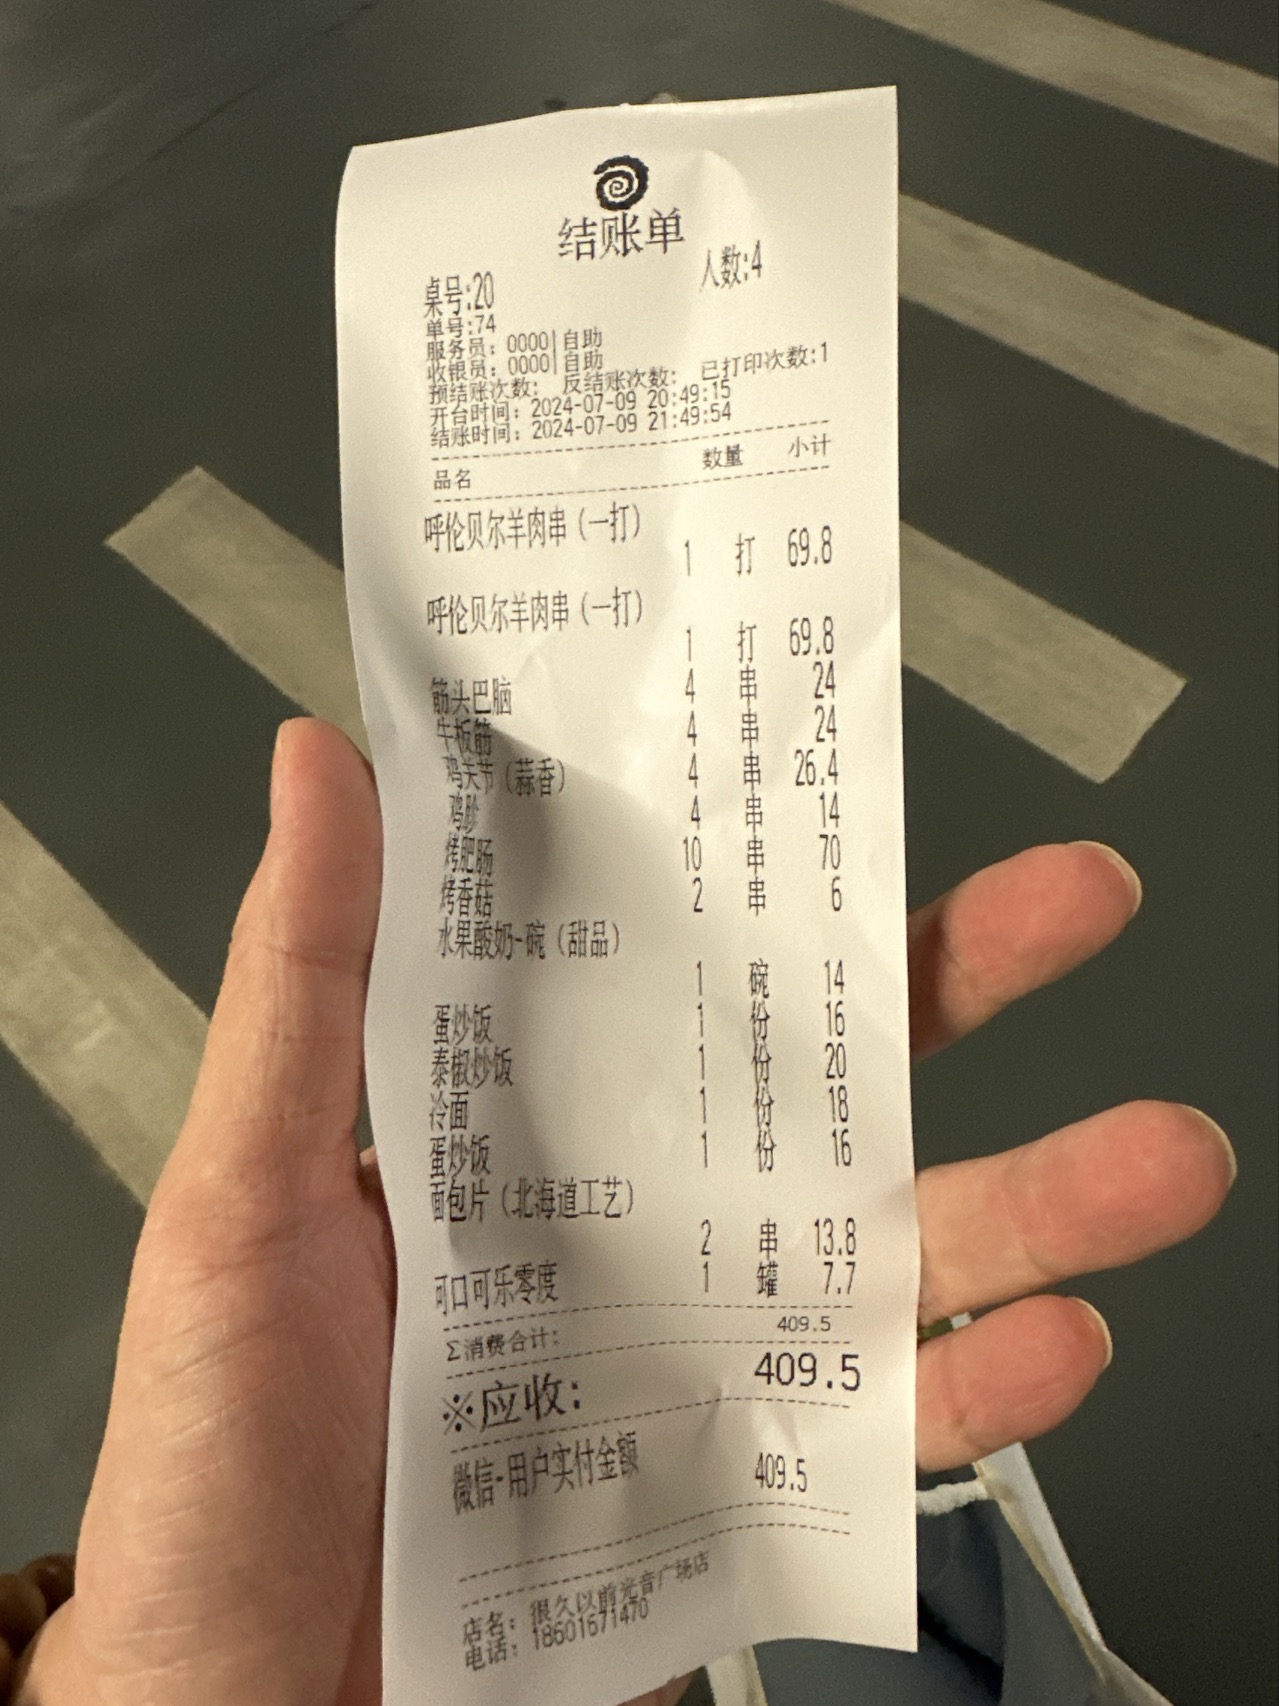 结账单
桌号:20 人数:4
单号:74
服务员: 0000|自助
收银员: 0000|自助
预结账次数: 反结账次数: 已打印次数:1
开台时间: 2024-07-09 20:49:15
结账时间: 2024-07-09 21:49:54
品名 数量 小计
呼伦贝尔羊肉串(一打)
1 打 69.8
呼伦贝尔羊肉串(一打)
1 打 69.8
筋头巴脑 4 串 24
牛板筋 4 串 24
鸡关节(蒜香) 4 串 26.4
鸡胗 4 串 14
烤肥肠 10 串 70
烤香菇 2 串 6
水果酸奶-碗(甜品)
1 碗 14
蛋炒饭 1 份 16
泰椒炒饭 1 份 20
冷面 1 份 18
蛋炒饭 1 份 16
面包片(北海道工艺)
2 串 13.8
可口可乐零度 1 罐 7.7
Σ消费合计: 409.5
※应收: 409.5
微信-用户实付金额 409.5
店名: 很久以前光音广场店
电话: 18601671470